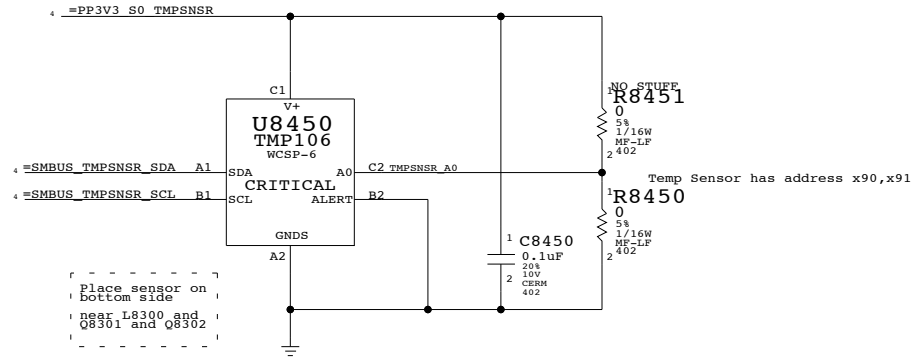 4 =PP3V3_S0_TMPSNSR
C1
V+
U8450
TMP106
WCSP-6
4 =SMBUS_TMPSNSR_SDA A1 SDA
A0 C2 TMPSNSR_A0
CRITICAL
4 =SMBUS_TMPSNSR_SCL B1 SCL
ALERT B2
GNDS
A2
NO STUFF
1 R8451
0
5%
1/16W
MF-LF
2 402
Temp Sensor has address x90,x91
1 R8450
0
5%
1/16W
MF-LF
2 402
1 C8450
0.1uF
20%
2 10V
CERM
402
Place sensor on
bottom side
near L8300 and
Q8301 and Q8302